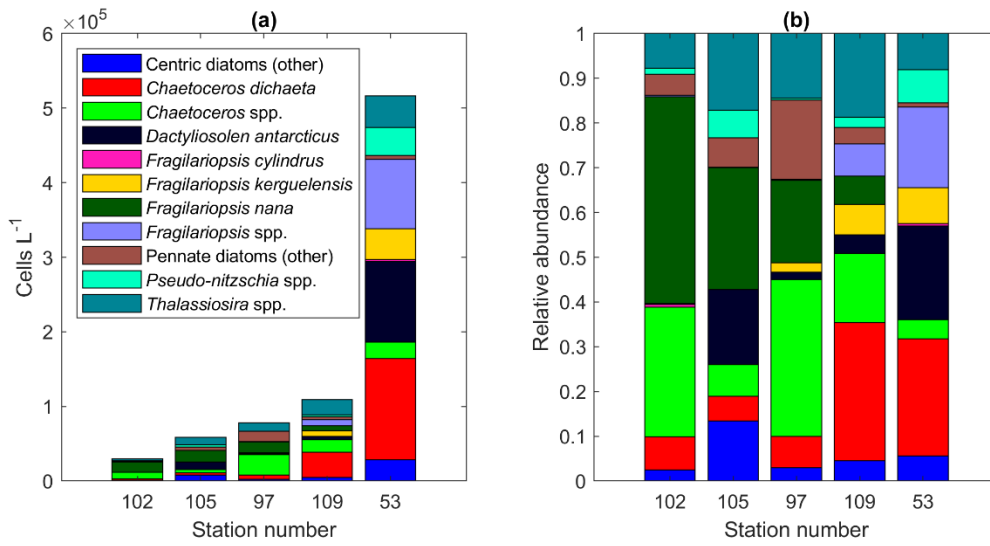 (a)
×10⁵
6
5
4
3
2
1
0
Cells L⁻¹
Centric diatoms (other)
Chaetoceros dichaeta
Chaetoceros spp.
Dactyliosolen antarcticus
Fragilariopsis cylindrus
Fragilariopsis kerguelensis
Fragilariopsis nana
Fragilariopsis spp.
Pennate diatoms (other)
Pseudo-nitzschia spp.
Thalassiosira spp.
102 105 97 109 53
Station number
(b)
1
0.9
0.8
0.7
0.6
0.5
0.4
0.3
0.2
0.1
0
Relative abundance
102 105 97 109 53
Station number